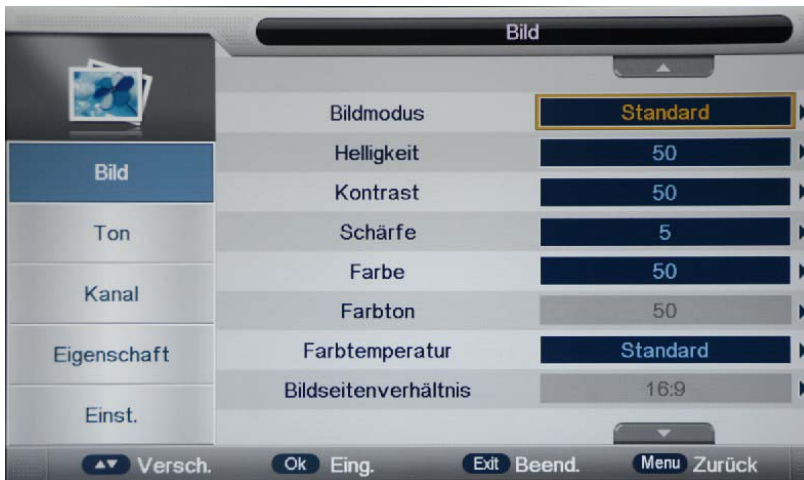 Bild
Bild
Ton
Kanal
Eigenschaft
Einst.
Bildmodus Standard
Helligkeit 50
Kontrast 50
Schärfe 5
Farbe 50
Farbton 50
Farbtemperatur Standard
Bildseitenverhältnis 16:9
Versch. Ok Eing. Exit Beend. Menu Zurück